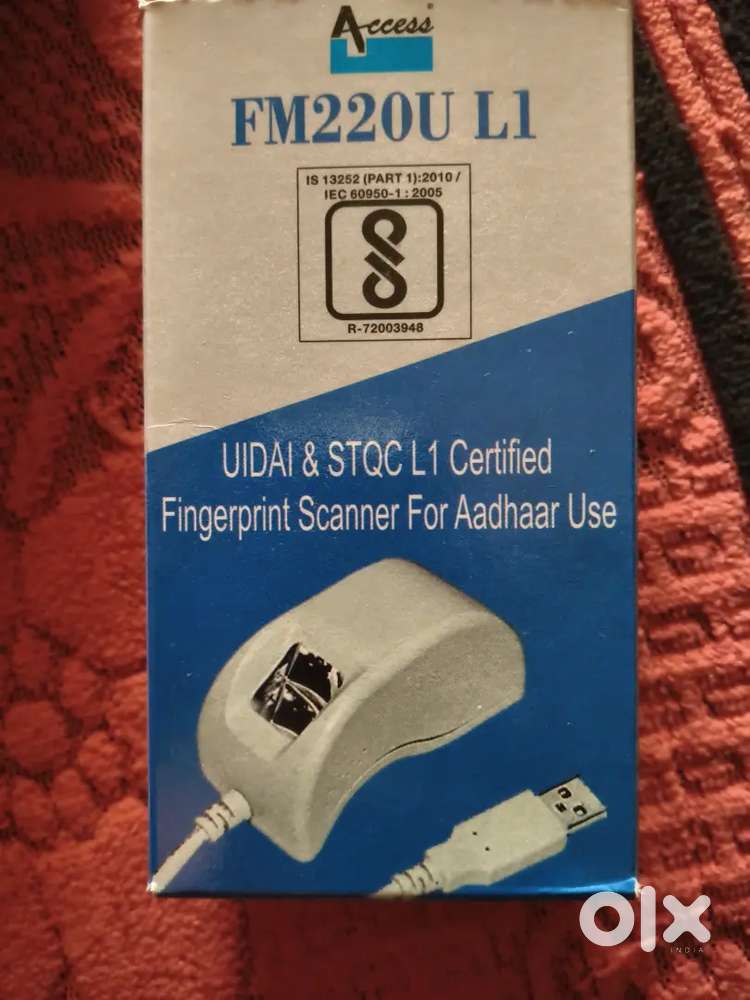 Access
FM220U L1
IS 13252 (PART 1):2010 /
IEC 60950-1 : 2005
R-72003948
UIDAI & STQC L1 Certified
Fingerprint Scanner For Aadhaar Use
olx
INDIA